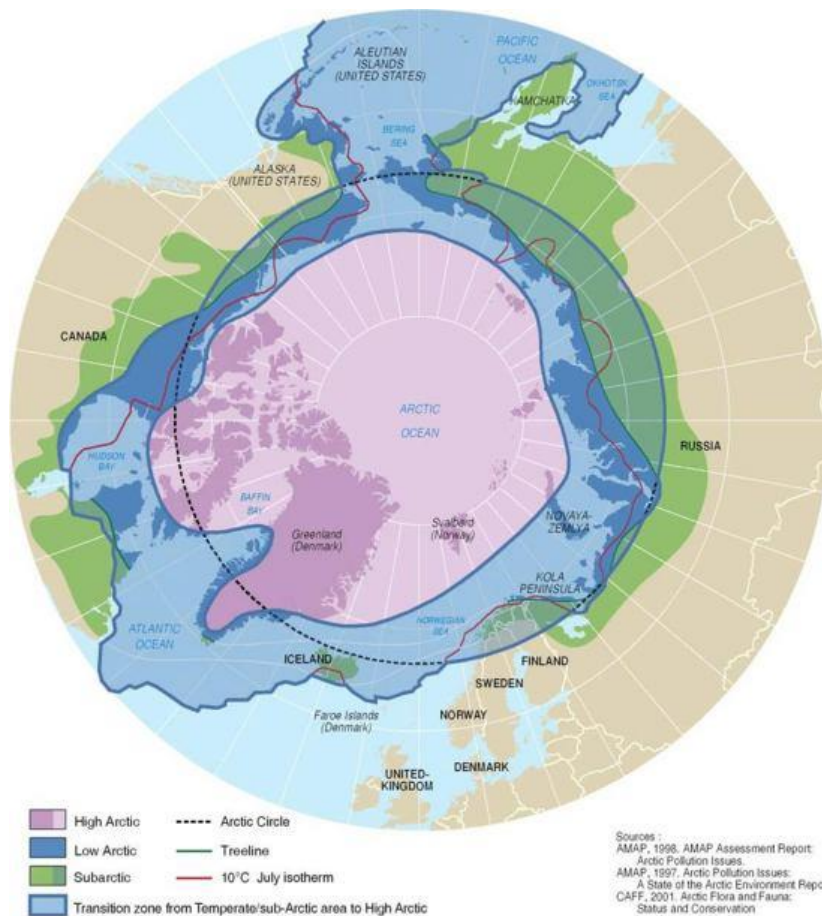 ALEUTIAN
ISLANDS
(UNITED STATES)
PACIFIC
OCEAN
OKHOTSK
SEA
KAMCHATKA
BERING
SEA
ALASKA
(UNITED STATES)
CANADA
ARCTIC
OCEAN
RUSSIA
HUDSON
BAY
BAFFIN
BAY
Greenland
(Denmark)
Svalbard
(Norway)
NOVAYA-
ZEMLYA
KOLA
PENINSULA
NORWEGIAN
SEA
ATLANTIC
OCEAN
ICELAND
FINLAND
SWEDEN
Faroe Islands
(Denmark)
NORWAY
DENMARK
UNITED-
KINGDOM
High Arctic
Low Arctic
Subarctic
Arctic Circle
Treeline
10°C July isotherm
Transition zone from Temperate/sub-Arctic area to High Arctic
Sources :
AMAP, 1998. AMAP Assessment Report:
Arctic Pollution Issues.
AMAP, 1997. Arctic Pollution Issues:
A State of the Arctic Environment Repo
CAFF, 2001. Arctic Flora and Fauna:
Status and Conservation